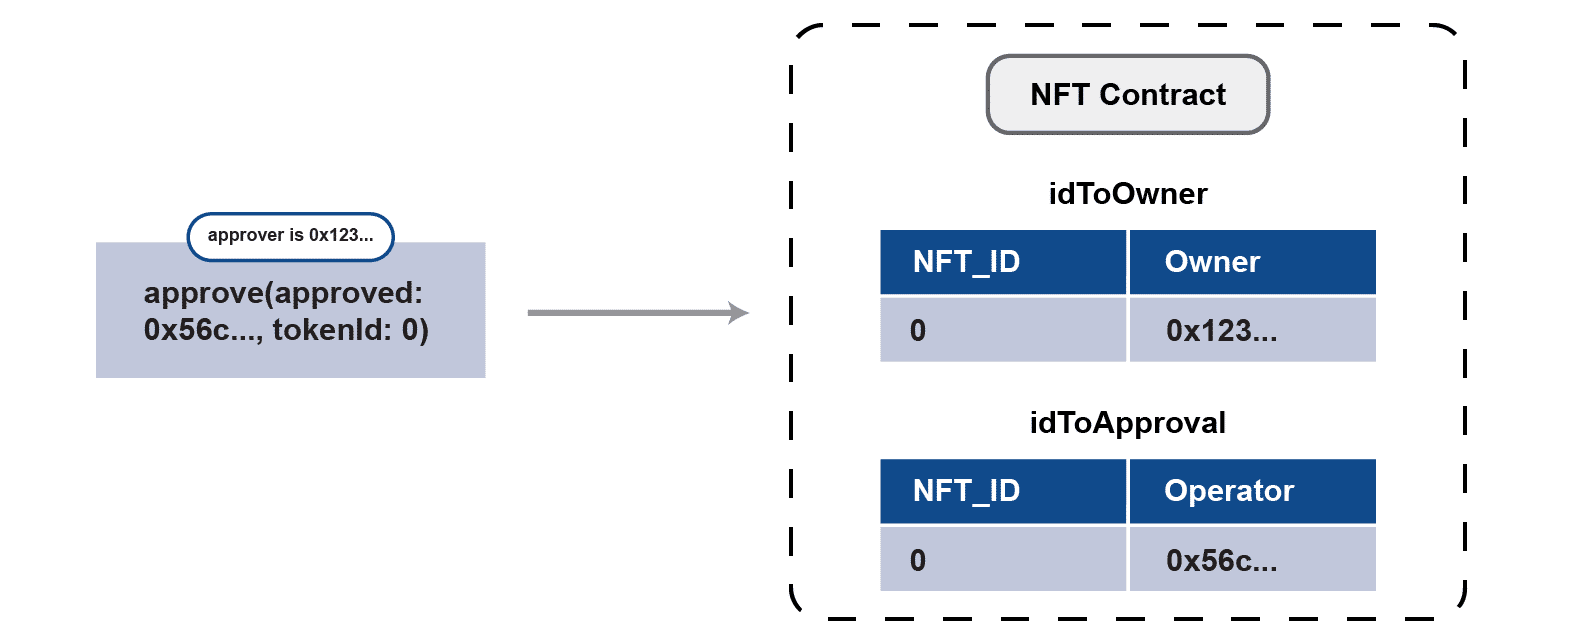 approver is 0x123...
approve(approved:
0x56c..., tokenId: 0)
NFT Contract
idToOwner
NFT_ID Owner
0 0x123...
idToApproval
NFT_ID Operator
0 0x56c...